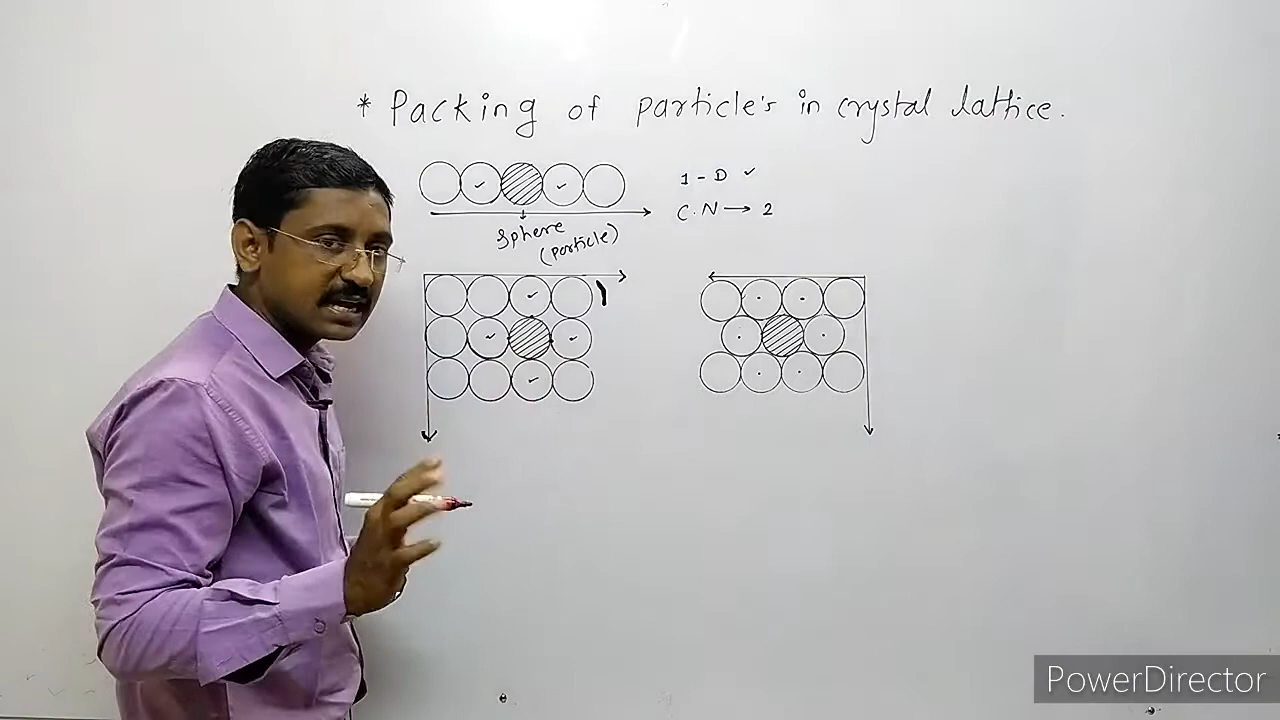 * Packing of particle's in crystal lattice.
1-D ✓
C.N → 2
Sphere
(particle)
PowerDirector